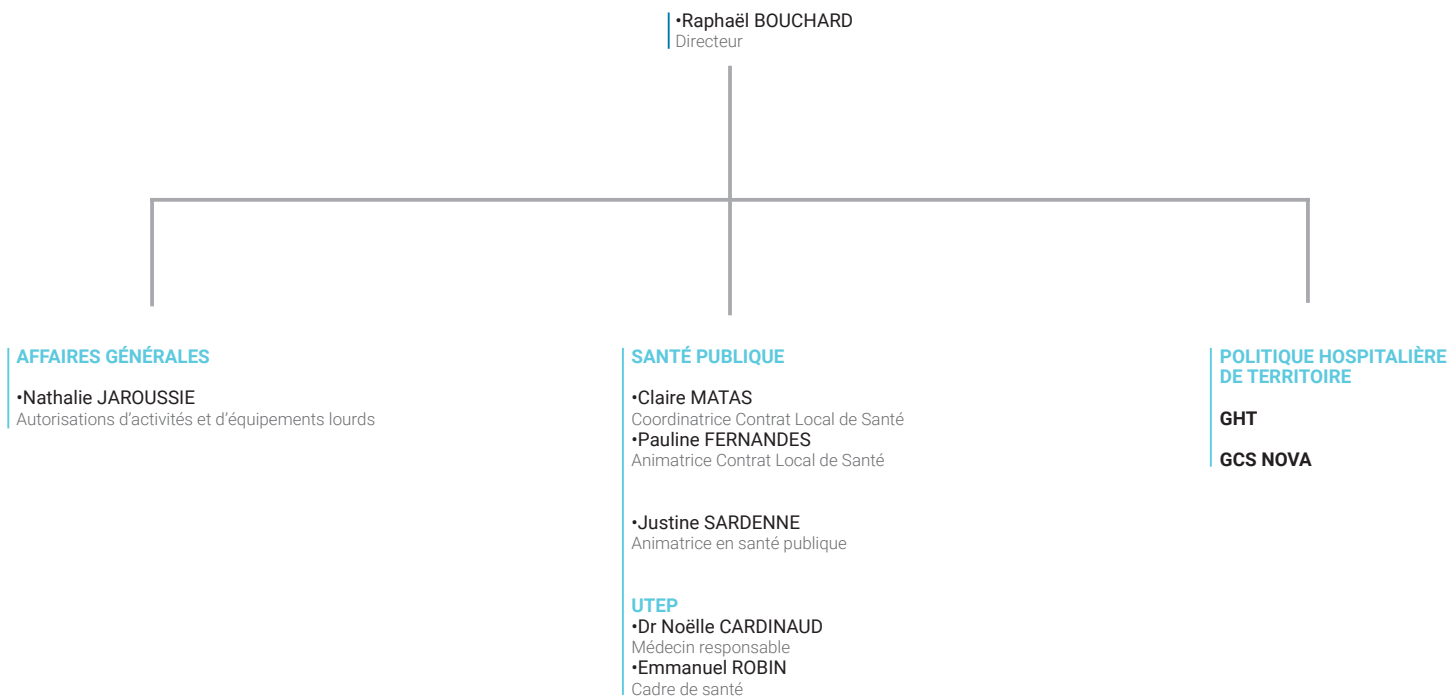 •Raphaël BOUCHARD
Directeur
AFFAIRES GÉNÉRALES
•Nathalie JAROUSSIE
Autorisations d'activités et d'équipements lourds
SANTÉ PUBLIQUE
•Claire MATAS
Coordinatrice Contrat Local de Santé
•Pauline FERNANDES
Animatrice Contrat Local de Santé
•Justine SARDENNE
Animatrice en santé publique
UTEP
•Dr Noëlle CARDINAUD
Médecin responsable
•Emmanuel ROBIN
Cadre de santé
POLITIQUE HOSPITALIÈRE
DE TERRITOIRE
GHT
GCS NOVA